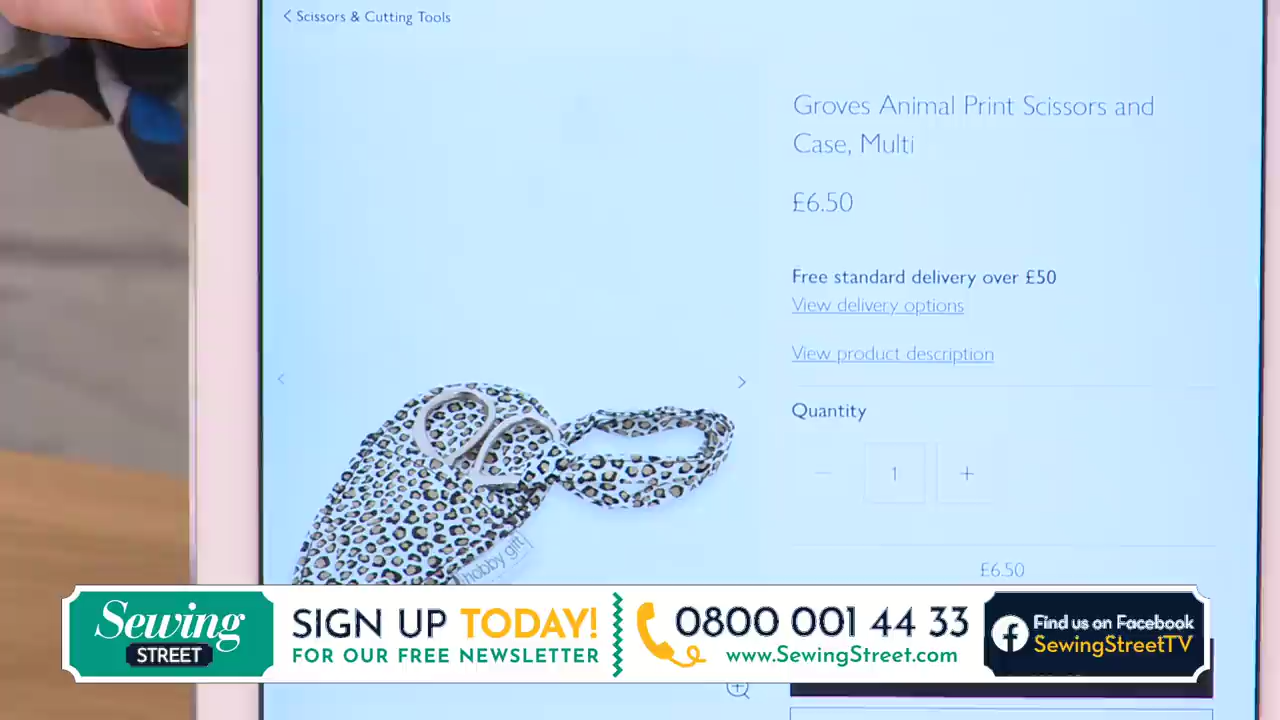 < Scissors & Cutting Tools
Groves Animal Print Scissors and
Case, Multi
£6.50
Free standard delivery over £50
View delivery options
View product description
Quantity
− 1 +
£6.50
hobby gift
Sewing
STREET
SIGN UP TODAY!
FOR OUR FREE NEWSLETTER
0800 001 44 33
www.SewingStreet.com
Find us on Facebook
SewingStreetTV